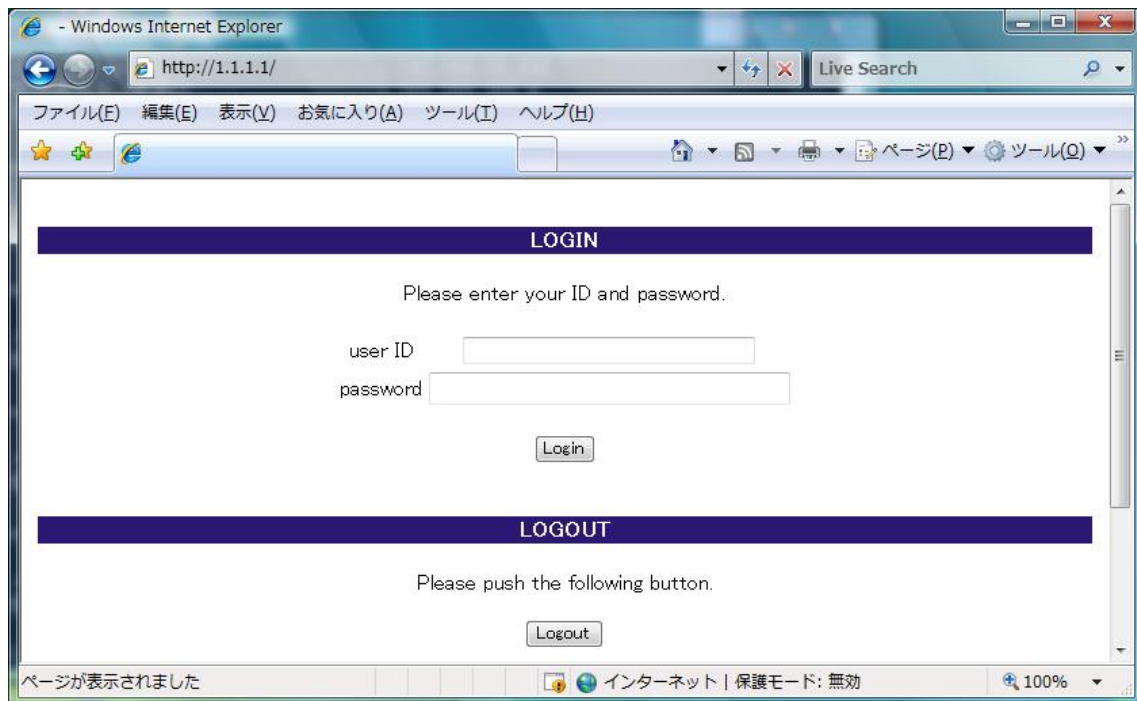 - Windows Internet Explorer
http://1.1.1.1/
Live Search
ファイル(F) 編集(E) 表示(V) お気に入り(A) ツール(T) ヘルプ(H)
ページ(P) ツール(O) »
LOGIN
Please enter your ID and password.
user ID
password
Login
LOGOUT
Please push the following button.
Logout
ページが表示されました インターネット | 保護モード: 無効 100%